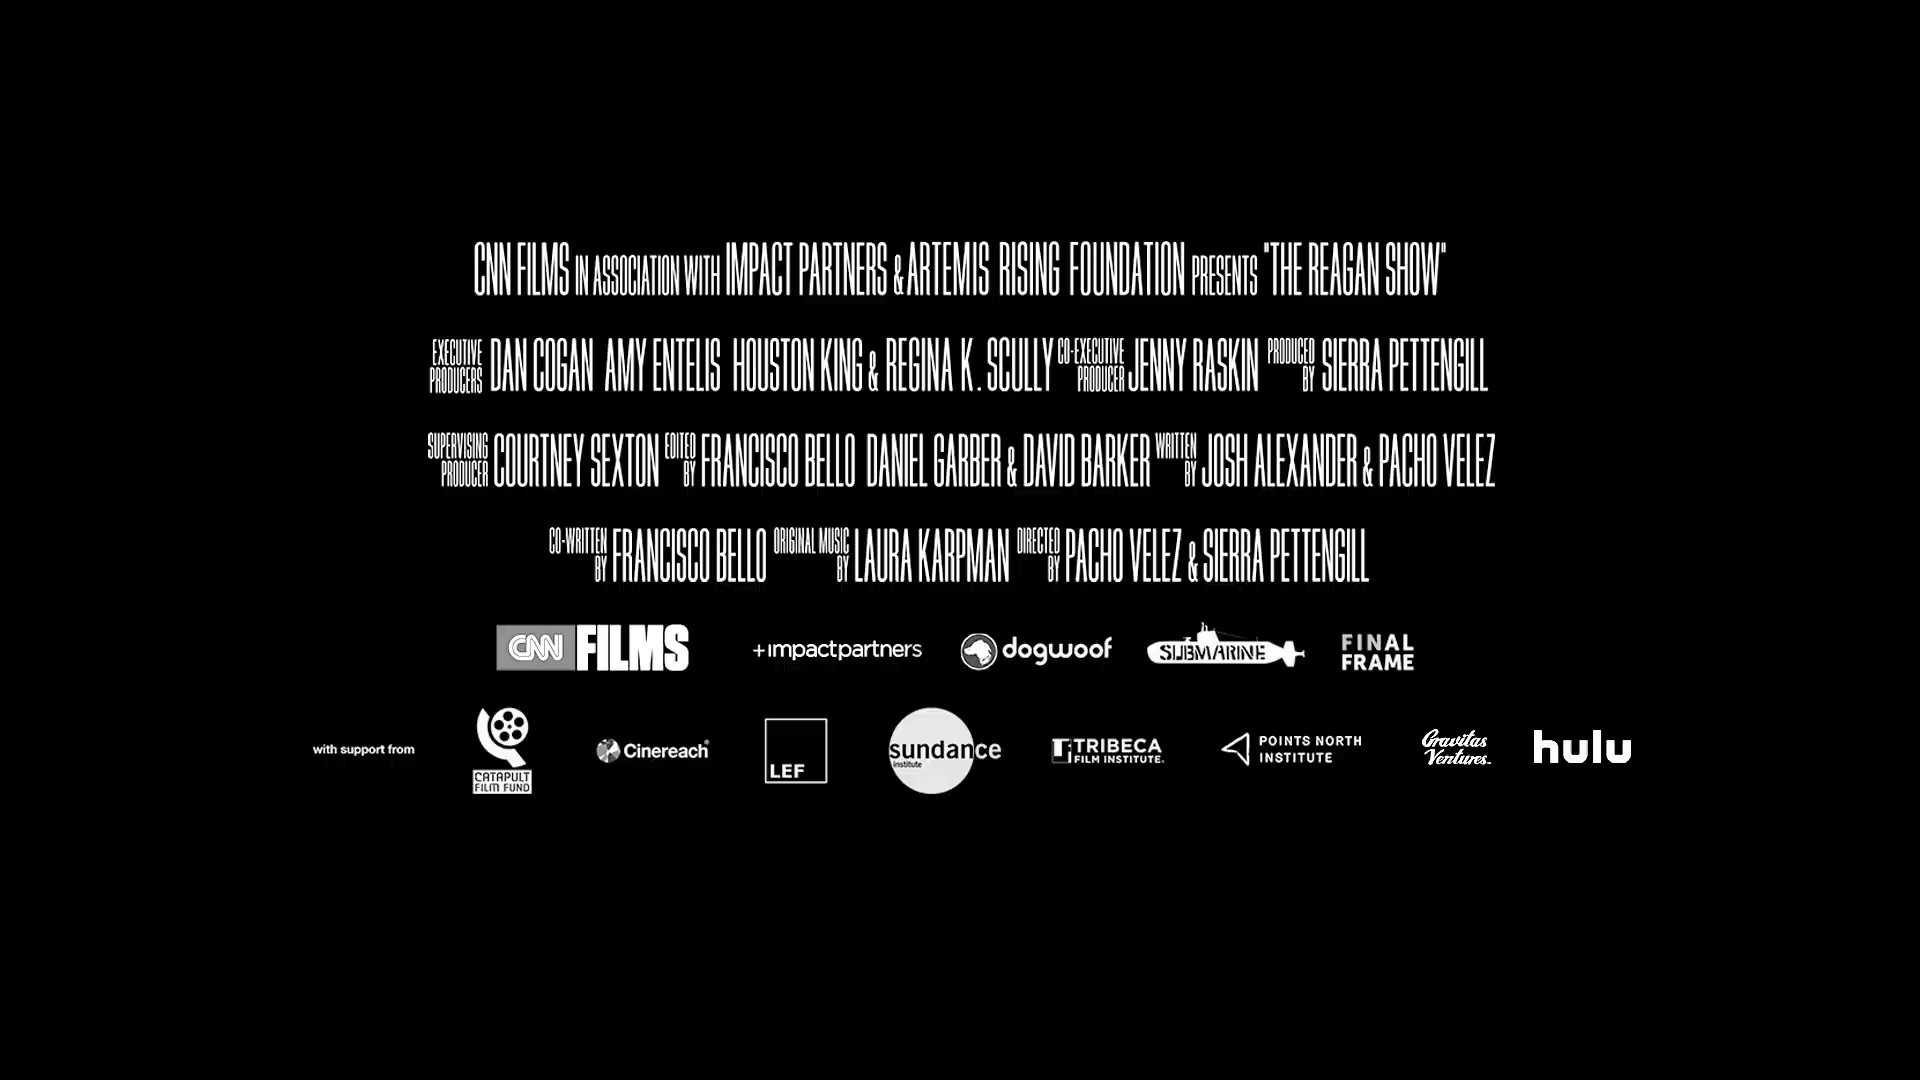 CNN FILMS IN ASSOCIATION WITH IMPACT PARTNERS & ARTEMIS RISING FOUNDATION PRESENTS "THE REAGAN SHOW"
EXECUTIVE PRODUCERS DAN COGAN AMY ENTELIS HOUSTON KING & REGINA K. SCULLY CO-EXECUTIVE PRODUCER JENNY RASKIN PRODUCED BY SIERRA PETTENGILL
SUPERVISING PRODUCER COURTNEY SEXTON EDITED BY FRANCISCO BELLO DANIEL GARBER & DAVID BARKER WRITTEN BY JOSH ALEXANDER & PACHO VELEZ
CO-WRITTEN BY FRANCISCO BELLO ORIGINAL MUSIC BY LAURA KARPMAN DIRECTED BY PACHO VELEZ & SIERRA PETTENGILL
CNN FILMS +impactpartners dogwoof SUBMARINE FINAL FRAME
with support from CATAPULT FILM FUND Cinereach® LEF sundance institute TRIBECA FILM INSTITUTE. POINTS NORTH INSTITUTE Gravitas Ventures hulu